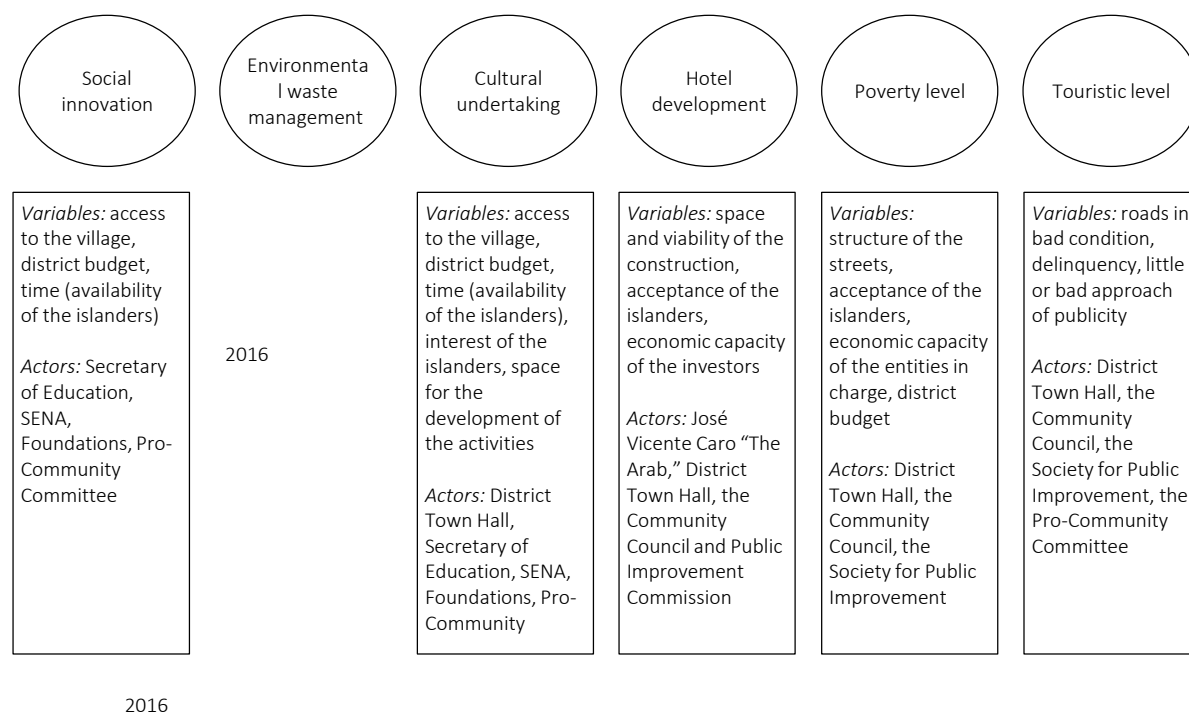 Social
innovation
Environmenta
l waste
management
Cultural
undertaking
Hotel
development
Poverty level
Touristic level
Variables: access
to the village,
district budget,
time (availability
of the islanders)
Actors: Secretary
of Education,
SENA,
Foundations, Pro-
Community
Committee
2016
Variables: access
to the village,
district budget,
time (availability
of the islanders),
interest of the
islanders, space
for the
development of
the activities
Actors: District
Town Hall,
Secretary of
Education, SENA,
Foundations, Pro-
Community
Variables: space
and viability of the
construction,
acceptance of the
islanders,
economic capacity
of the investors
Actors: José
Vicente Caro “The
Arab,” District
Town Hall, the
Community
Council and Public
Improvement
Commission
Variables:
structure of the
streets,
acceptance of the
islanders,
economic capacity
of the entities in
charge, district
budget
Actors: District
Town Hall, the
Community
Council, the
Society for Public
Improvement
Variables: roads in
bad condition,
delinquency, little
or bad approach
of publicity
Actors: District
Town Hall, the
Community
Council, the
Society for Public
Improvement, the
Pro-Community
Committee
2016